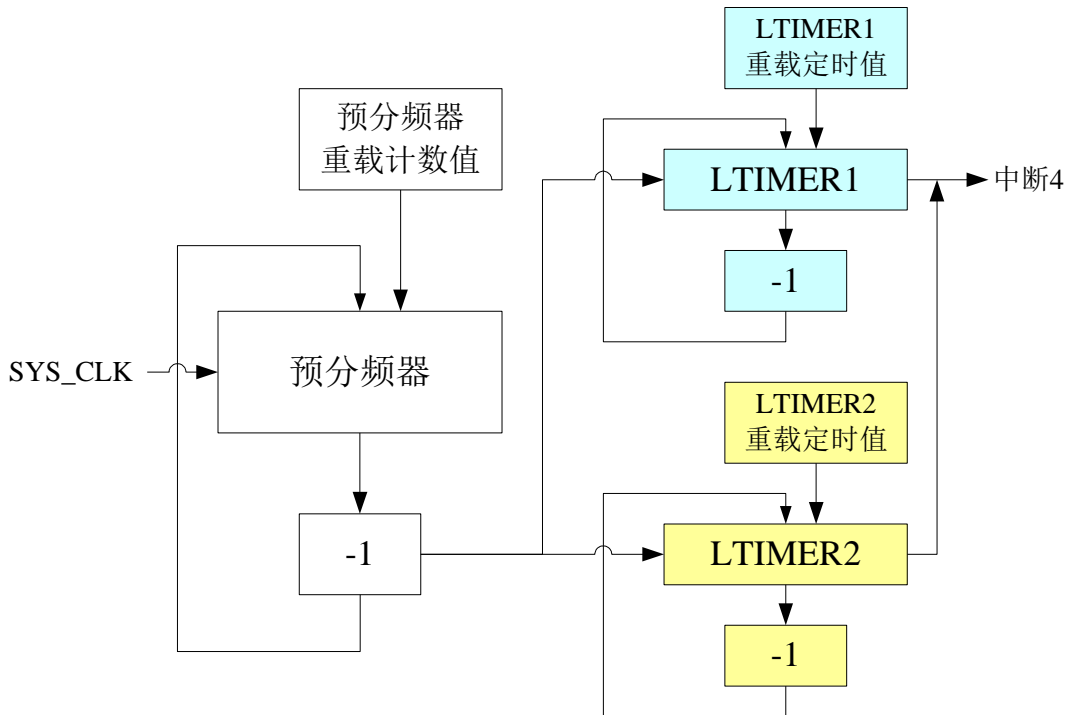 LTIMER1
重载定时值
预分频器
重载计数值
LTIMER1
中断4
-1
SYS_CLK
预分频器
LTIMER2
重载定时值
-1
LTIMER2
-1